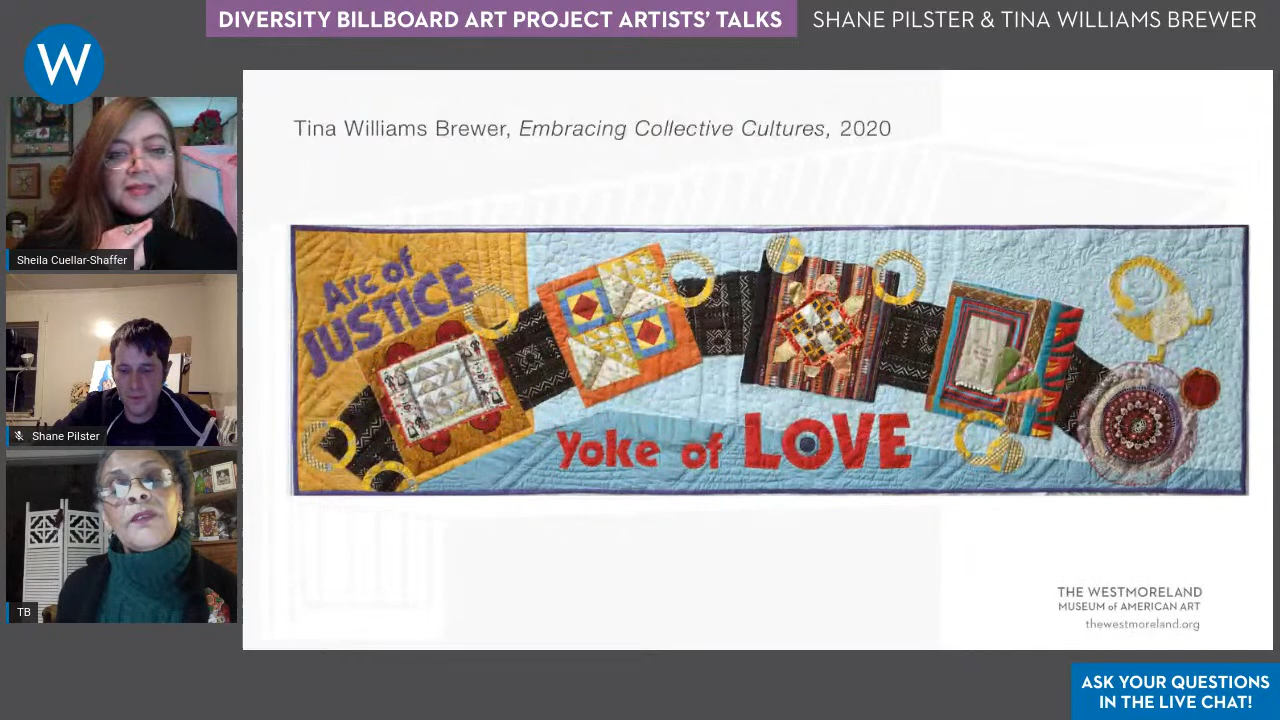 DIVERSITY BILLBOARD ART PROJECT ARTISTS' TALKS SHANE PILSTER & TINA WILLIAMS BREWER
W
Sheila Cuellar-Shaffer
Shane Pilster
TB
Tina Williams Brewer, Embracing Collective Cultures, 2020
Arc of
JUSTICE
Yoke of LOVE
THE WESTMORELAND
MUSEUM of AMERICAN ART
thewestmoreland.org
ASK YOUR QUESTIONS
IN THE LIVE CHAT!